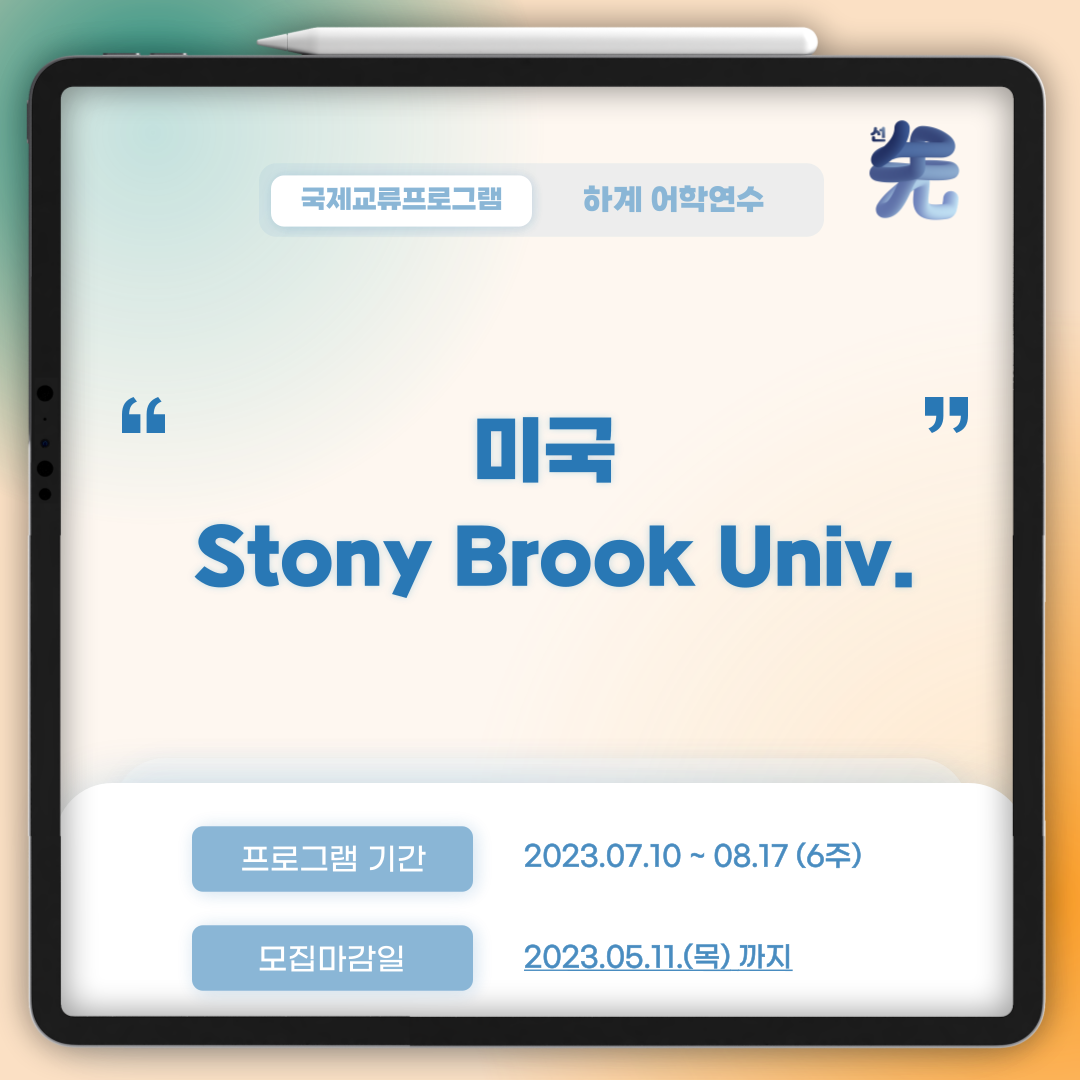 선 先
국제교류프로그램 하계 어학연수
“ ”
미국
Stony Brook Univ.
프로그램 기간 2023.07.10 ~ 08.17 (6주)
모집마감일 2023.05.11.(목) 까지